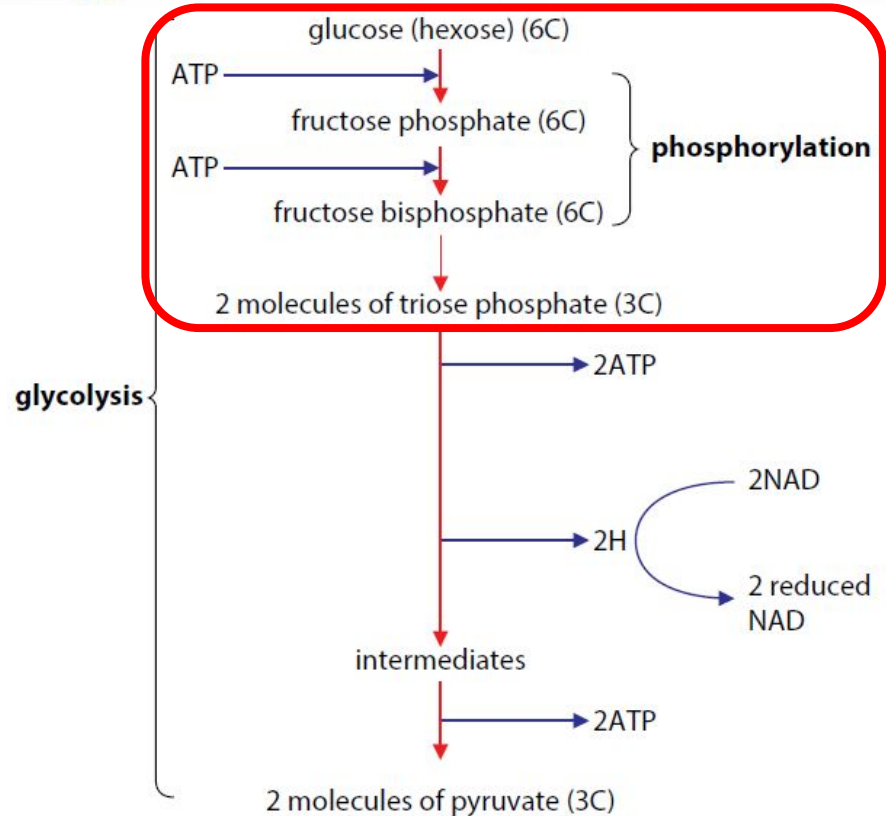 glucose (hexose) (6C)
ATP
fructose phosphate (6C)
phosphorylation
ATP
fructose bisphosphate (6C)
2 molecules of triose phosphate (3C)
2ATP
glycolysis
2NAD
2H
2 reduced
NAD
intermediates
2ATP
2 molecules of pyruvate (3C)